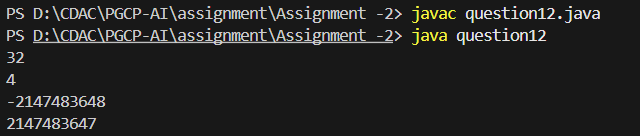 PS D:\CDAC\PGCP-AI\assignment\Assignment -2> javac question12.java
PS D:\CDAC\PGCP-AI\assignment\Assignment -2> java question12
32
4
-2147483648
2147483647